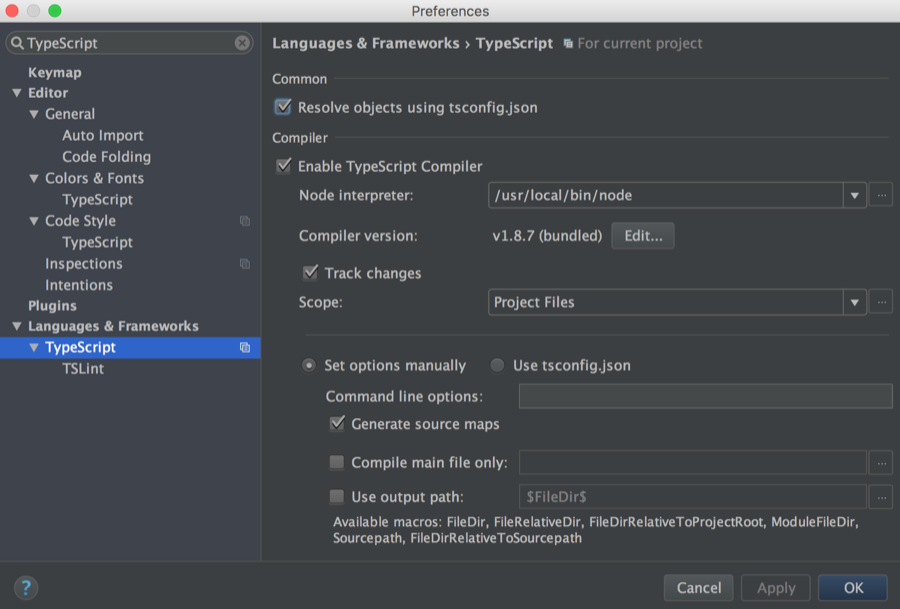 Preferences
TypeScript
Keymap
Editor
General
Auto Import
Code Folding
Colors & Fonts
TypeScript
Code Style
TypeScript
Inspections
Intentions
Plugins
Languages & Frameworks
TypeScript
TSLint
Languages & Frameworks › TypeScript For current project
Common
Resolve objects using tsconfig.json
Compiler
Enable TypeScript Compiler
Node interpreter: /usr/local/bin/node ...
Compiler version: v1.8.7 (bundled) Edit...
Track changes
Scope: Project Files ...
Set options manually Use tsconfig.json
Command line options:
Generate source maps
Compile main file only: ...
Use output path: $FileDir$ ...
Available macros: FileDir, FileRelativeDir, FileDirRelativeToProjectRoot, ModuleFileDir,
Sourcepath, FileDirRelativeToSourcepath
? Cancel Apply OK